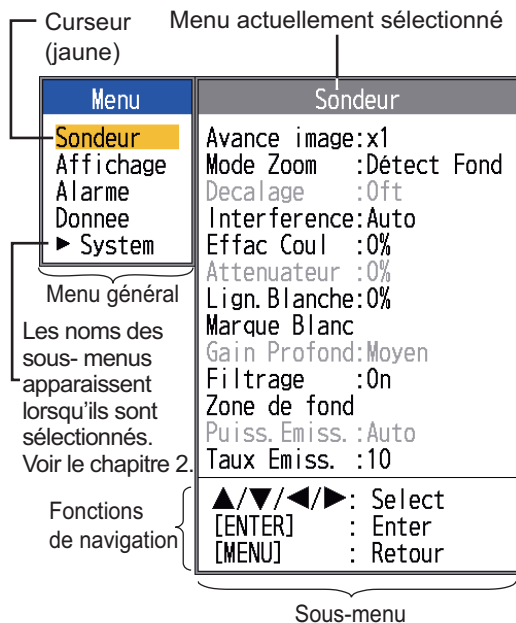 Curseur
(jaune)
Menu actuellement sélectionné
Menu
Sondeur
Affichage
Alarme
Donnee
▶ System
Menu général
Les noms des
sous- menus
apparaissent
lorsqu'ils sont
sélectionnés.
Voir le chapitre 2.
Fonctions
de navigation
Sondeur
Avance image:x1
Mode Zoom :Détect Fond
Decalage :0ft
Interference:Auto
Effac Coul :0%
Attenuateur :0%
Lign.Blanche:0%
Marque Blanc
Gain Profond:Moyen
Filtrage :On
Zone de fond
Puiss.Emiss.:Auto
Taux Emiss. :10
▲/▼/◀/▶: Select
[ENTER] : Enter
[MENU] : Retour
Sous-menu